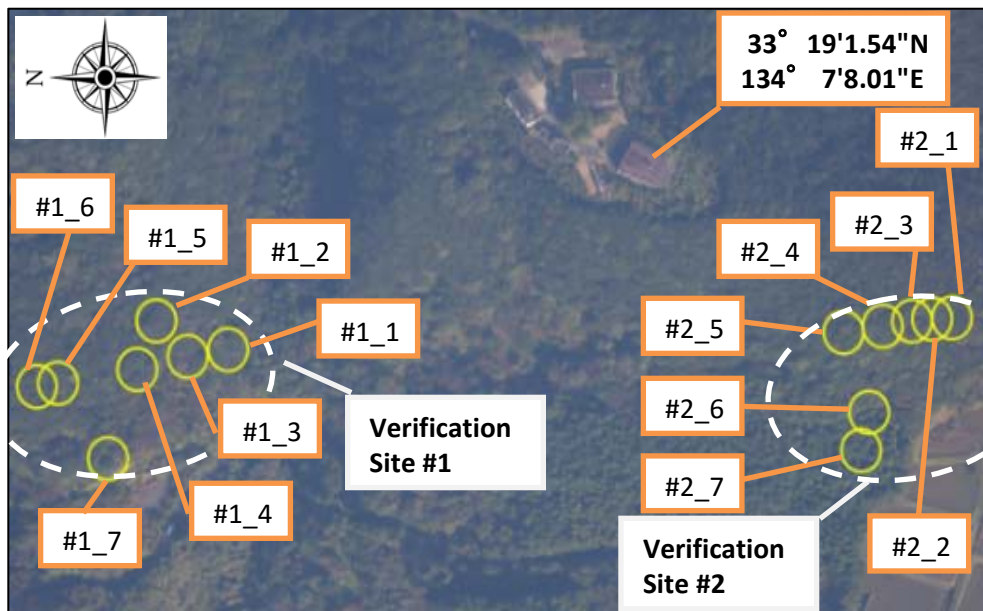 N
33° 19'1.54"N
134° 7'8.01"E
#2_1
#1_6
#1_5
#1_2
#2_3
#2_4
#1_1
#2_5
#2_6
#1_3
Verification
Site #1
#2_7
#1_4
#1_7
Verification
Site #2
#2_2